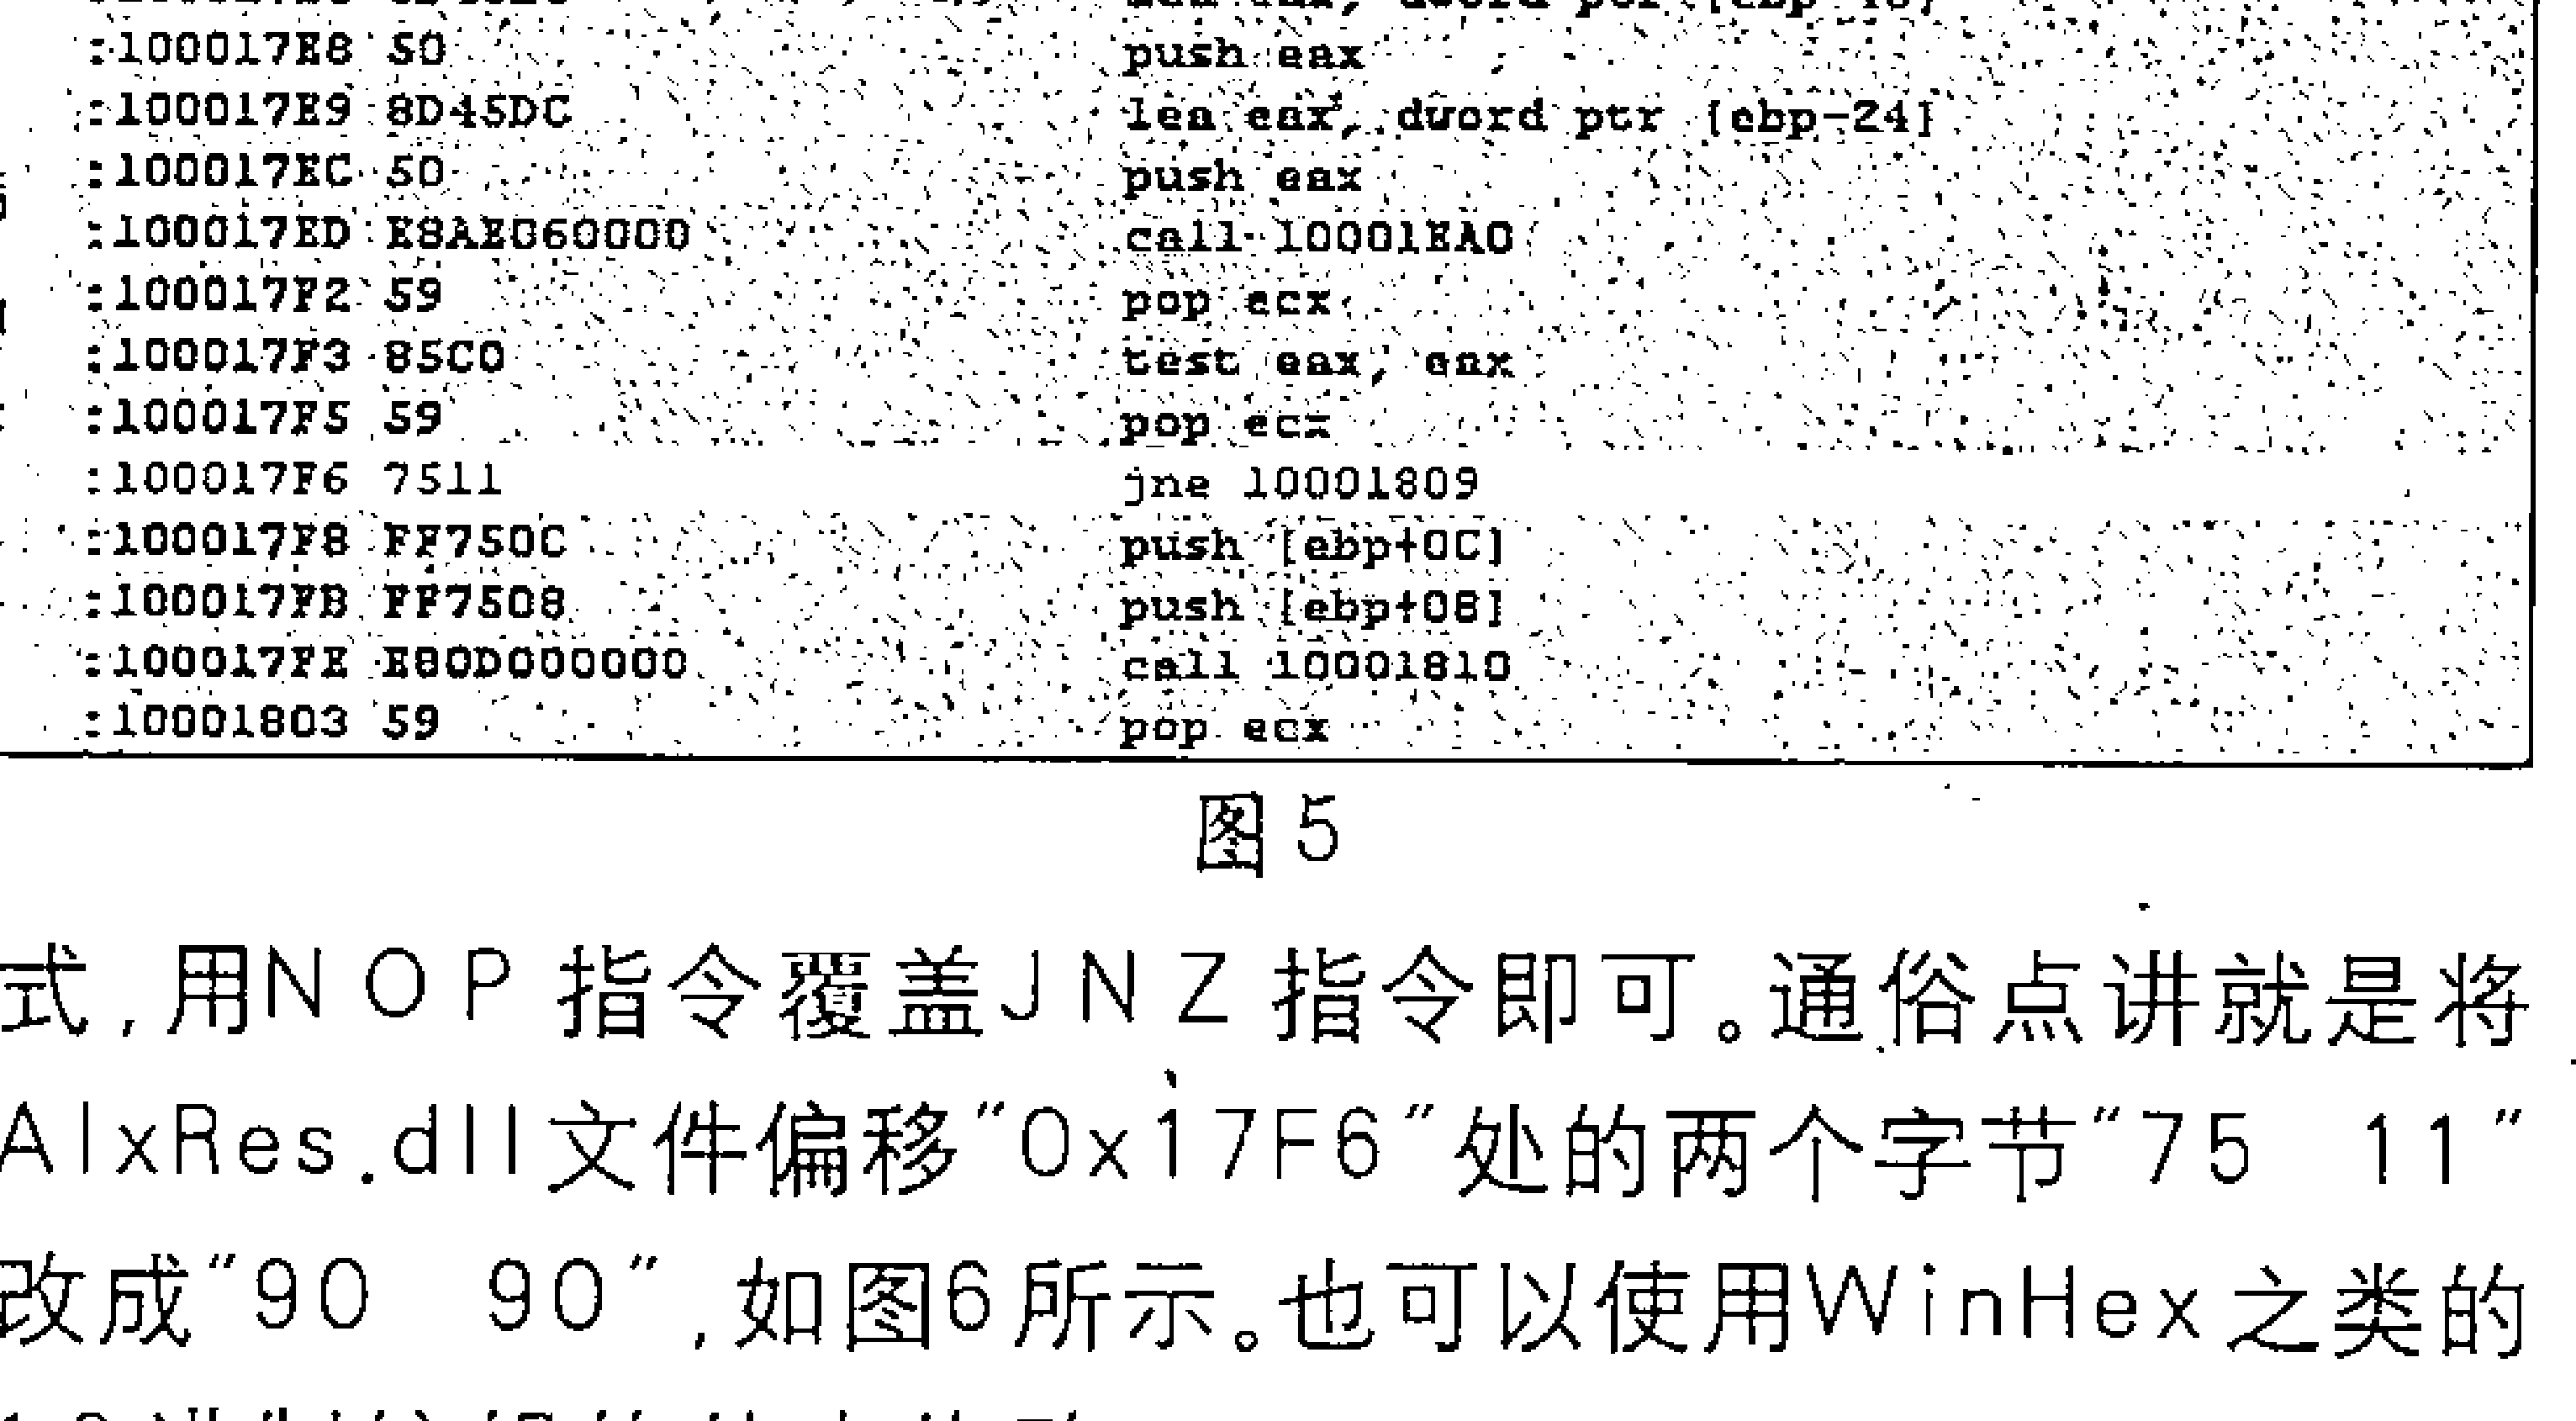 :100017E8 50 push eax
:100017E9 8D45DC lea eax, dword ptr [ebp-24]
:100017EC 50 push eax
:100017ED E8AE060000 call 10001EA0
:100017F2 59 pop ecx
:100017F3 85C0 test eax, eax
:100017F5 59 pop ecx
:100017F6 7511 jne 10001809
:100017F8 FF750C push [ebp+0C]
:100017FB FF7508 push [ebp+08]
:100017FE E80D000000 call 10001810
:10001803 59 pop ecx
图5
式,用NOP指令覆盖JNZ指令即可。通俗点讲就是将
AlxRes.dll文件偏移"0x17F6"处的两个字节"75 11"
改成"90 90",如图6所示。也可以使用WinHex之类的